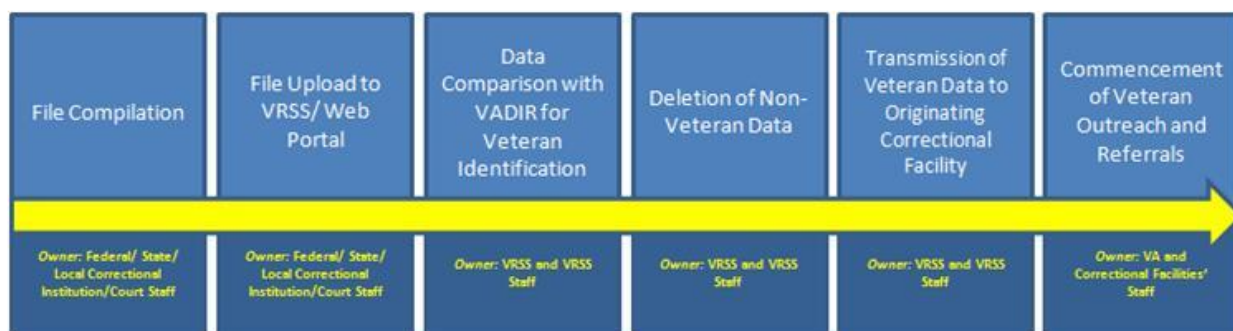 File Compilation
File Upload to
VRSS/ Web
Portal
Data
Comparison with
VADIR for
Veteran
Identification
Deletion of Non-
Veteran Data
Transmission of
Veteran Data to
Originating
Correctional
Facility
Commencement
of Veteran
Outreach and
Referrals
Owner: Federal/ State/
Local Correctional
Institution/Court Staff
Owner: Federal/ State/
Local Correctional
Institution/Court Staff
Owner: VRSS and VRSS
Staff
Owner: VRSS and VRSS
Staff
Owner: VRSS and VRSS
Staff
Owner: VA and
Correctional Facilities'
Staff